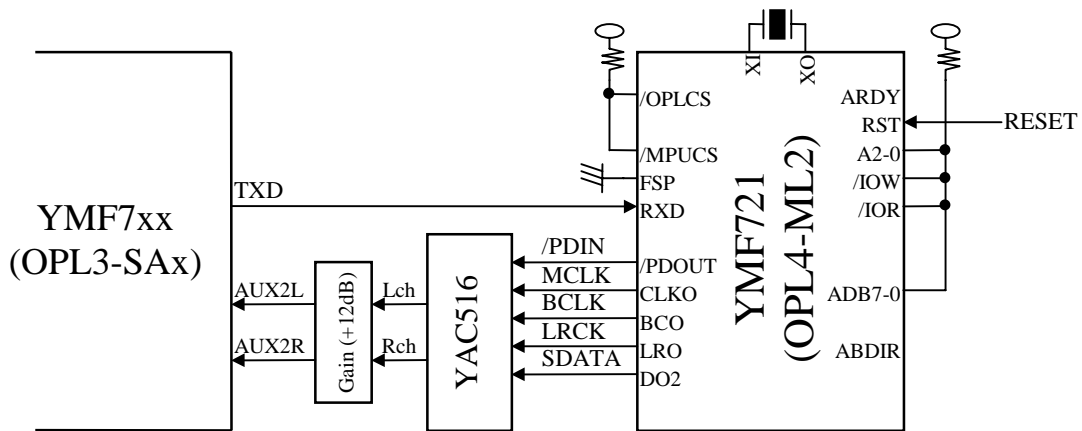 XI
XO
/OPLCS
ARDY
RST
RESET
/MPUCS
A2-0
FSP
/IOW
TXD
RXD
/IOR
YMF7xx
(OPL3-SAx)
YMF721
(OPL4-ML2)
/PDIN
/PDOUT
MCLK
CLKO
ADB7-0
AUX2L
Lch
BCLK
BCO
LRCK
LRO
ABDIR
AUX2R
Rch
SDATA
DO2
Gain (+12dB)
YAC516